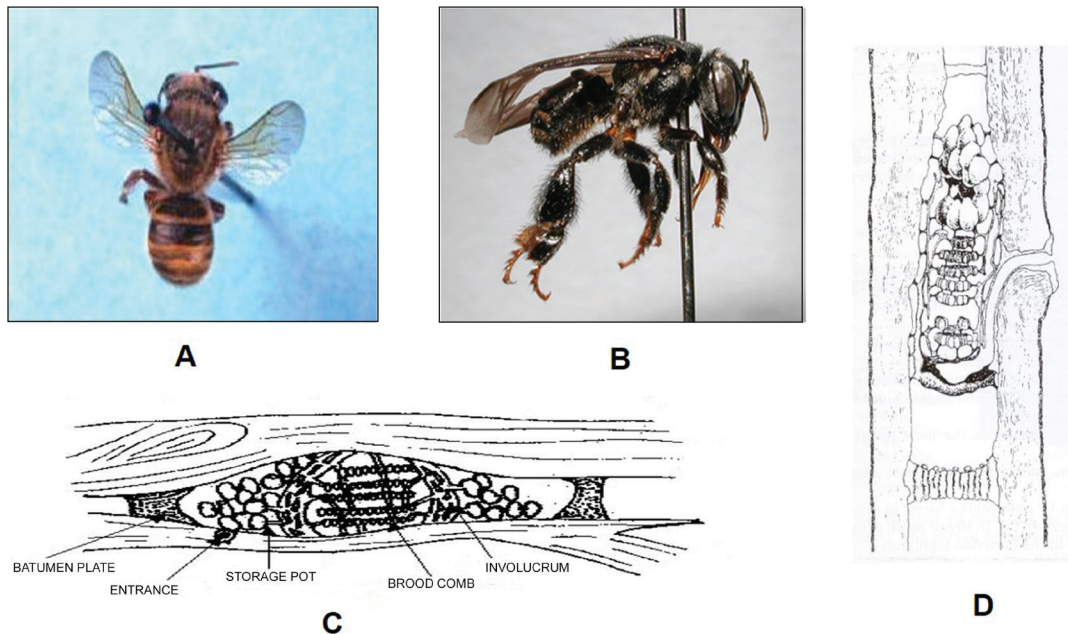 A
B
BATUMEN PLATE
ENTRANCE
STORAGE POT
BROOD COMB
INVOLUCRUM
C
D